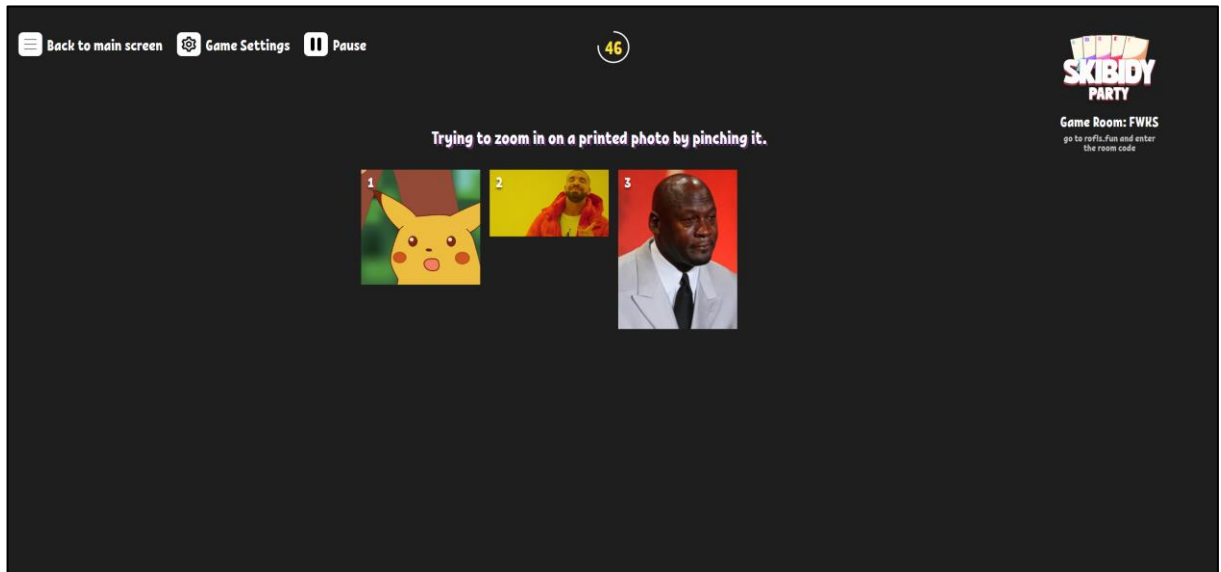 Back to main screen
Game Settings
Pause
46
SKIBIDY
PARTY
Game Room: FWKS
go to rofls.fun and enter
the room code
Trying to zoom in on a printed photo by pinching it.
1
2
3